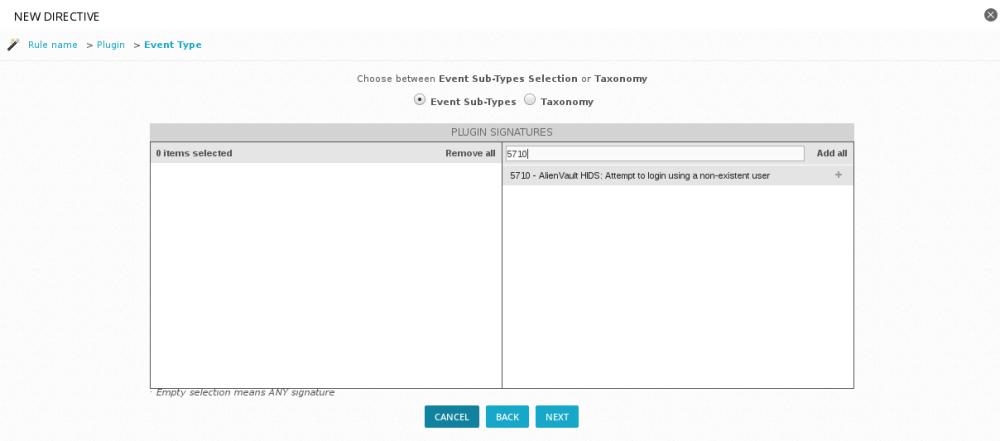 NEW DIRECTIVE
Rule name > Plugin > Event Type
Choose between Event Sub-Types Selection or Taxonomy
Event Sub-Types Taxonomy
PLUGIN SIGNATURES
0 items selected Remove all 5710 Add all
5710 - AlienVault HIDS: Attempt to login using a non-existent user +
Empty selection means ANY signature
CANCEL BACK NEXT